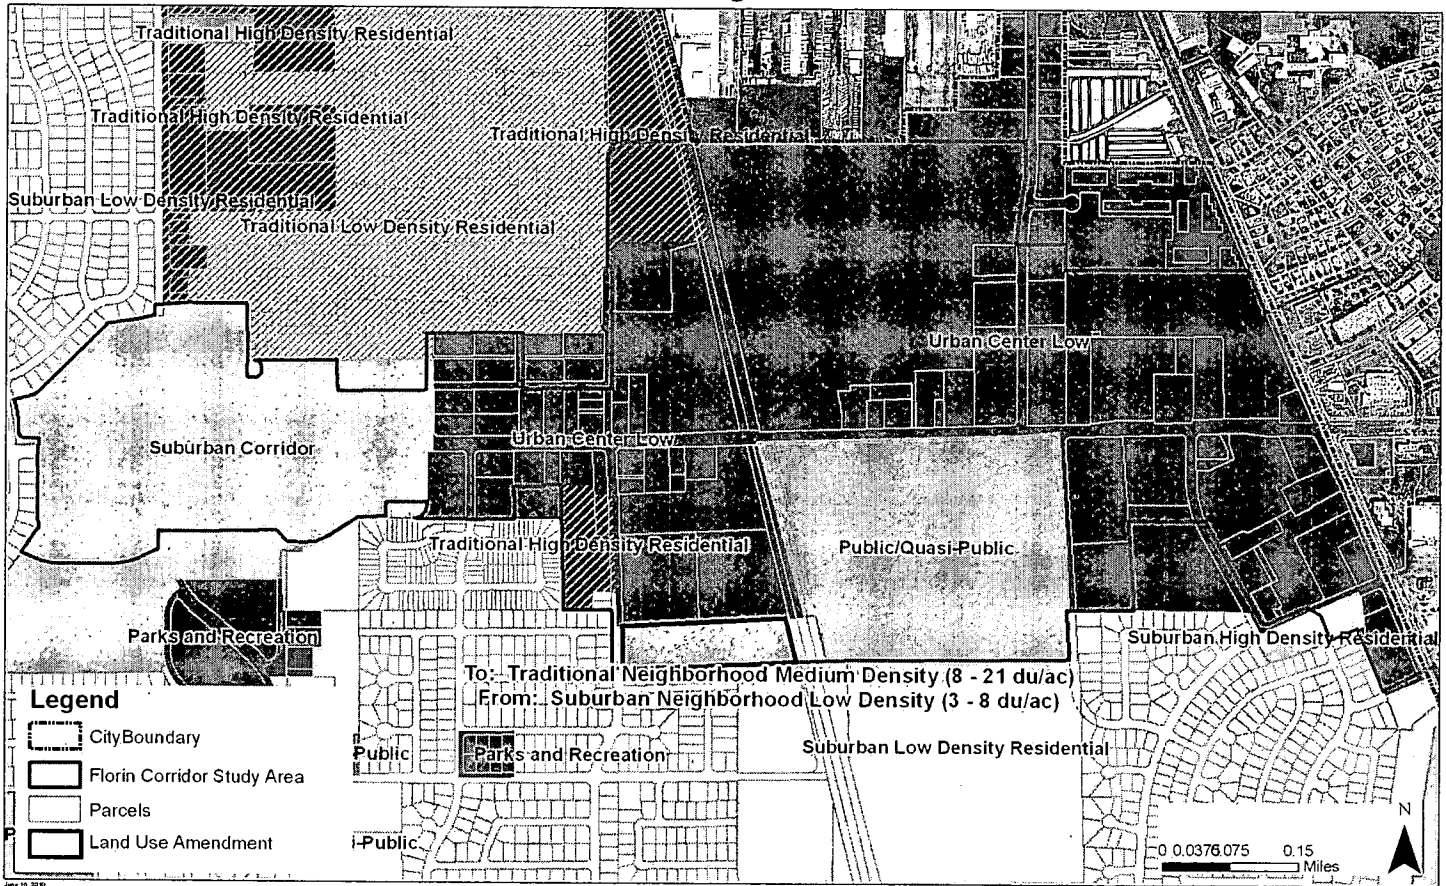 Traditional High Density Residential
Traditional High Density Residential
Traditional High Density Residential
Suburban Low Density Residential
Traditional Low Density Residential
Urban Center Low
Urban Center Low
Suburban Corridor
Traditional High Density Residential
Public/Quasi-Public
Parks and Recreation
Suburban High Density Residential
To: Traditional Neighborhood Medium Density (8 - 21 du/ac)
From: Suburban Neighborhood Low Density (3 - 8 du/ac)
Legend
CityBoundary
Florin Corridor Study Area
Parcels
Land Use Amendment
Public
Parks and Recreation
Suburban Low Density Residential
P
i-Public
N
0 0.0375 0.075 0.15
Miles